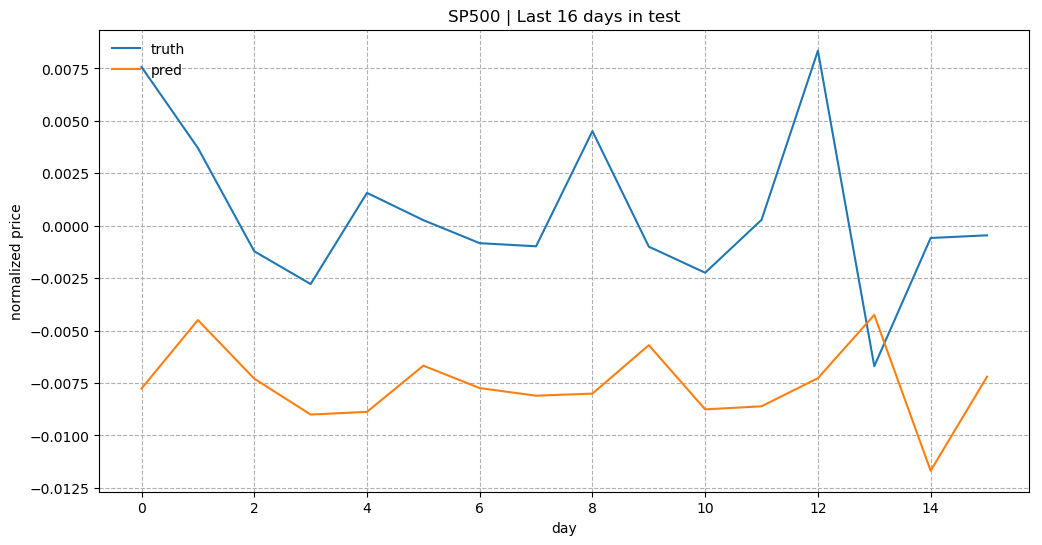 SP500 | Last 16 days in test
truth
pred
normalized price
0.0075
0.0050
0.0025
0.0000
−0.0025
−0.0050
−0.0075
−0.0100
−0.0125
0 2 4 6 8 10 12 14
day